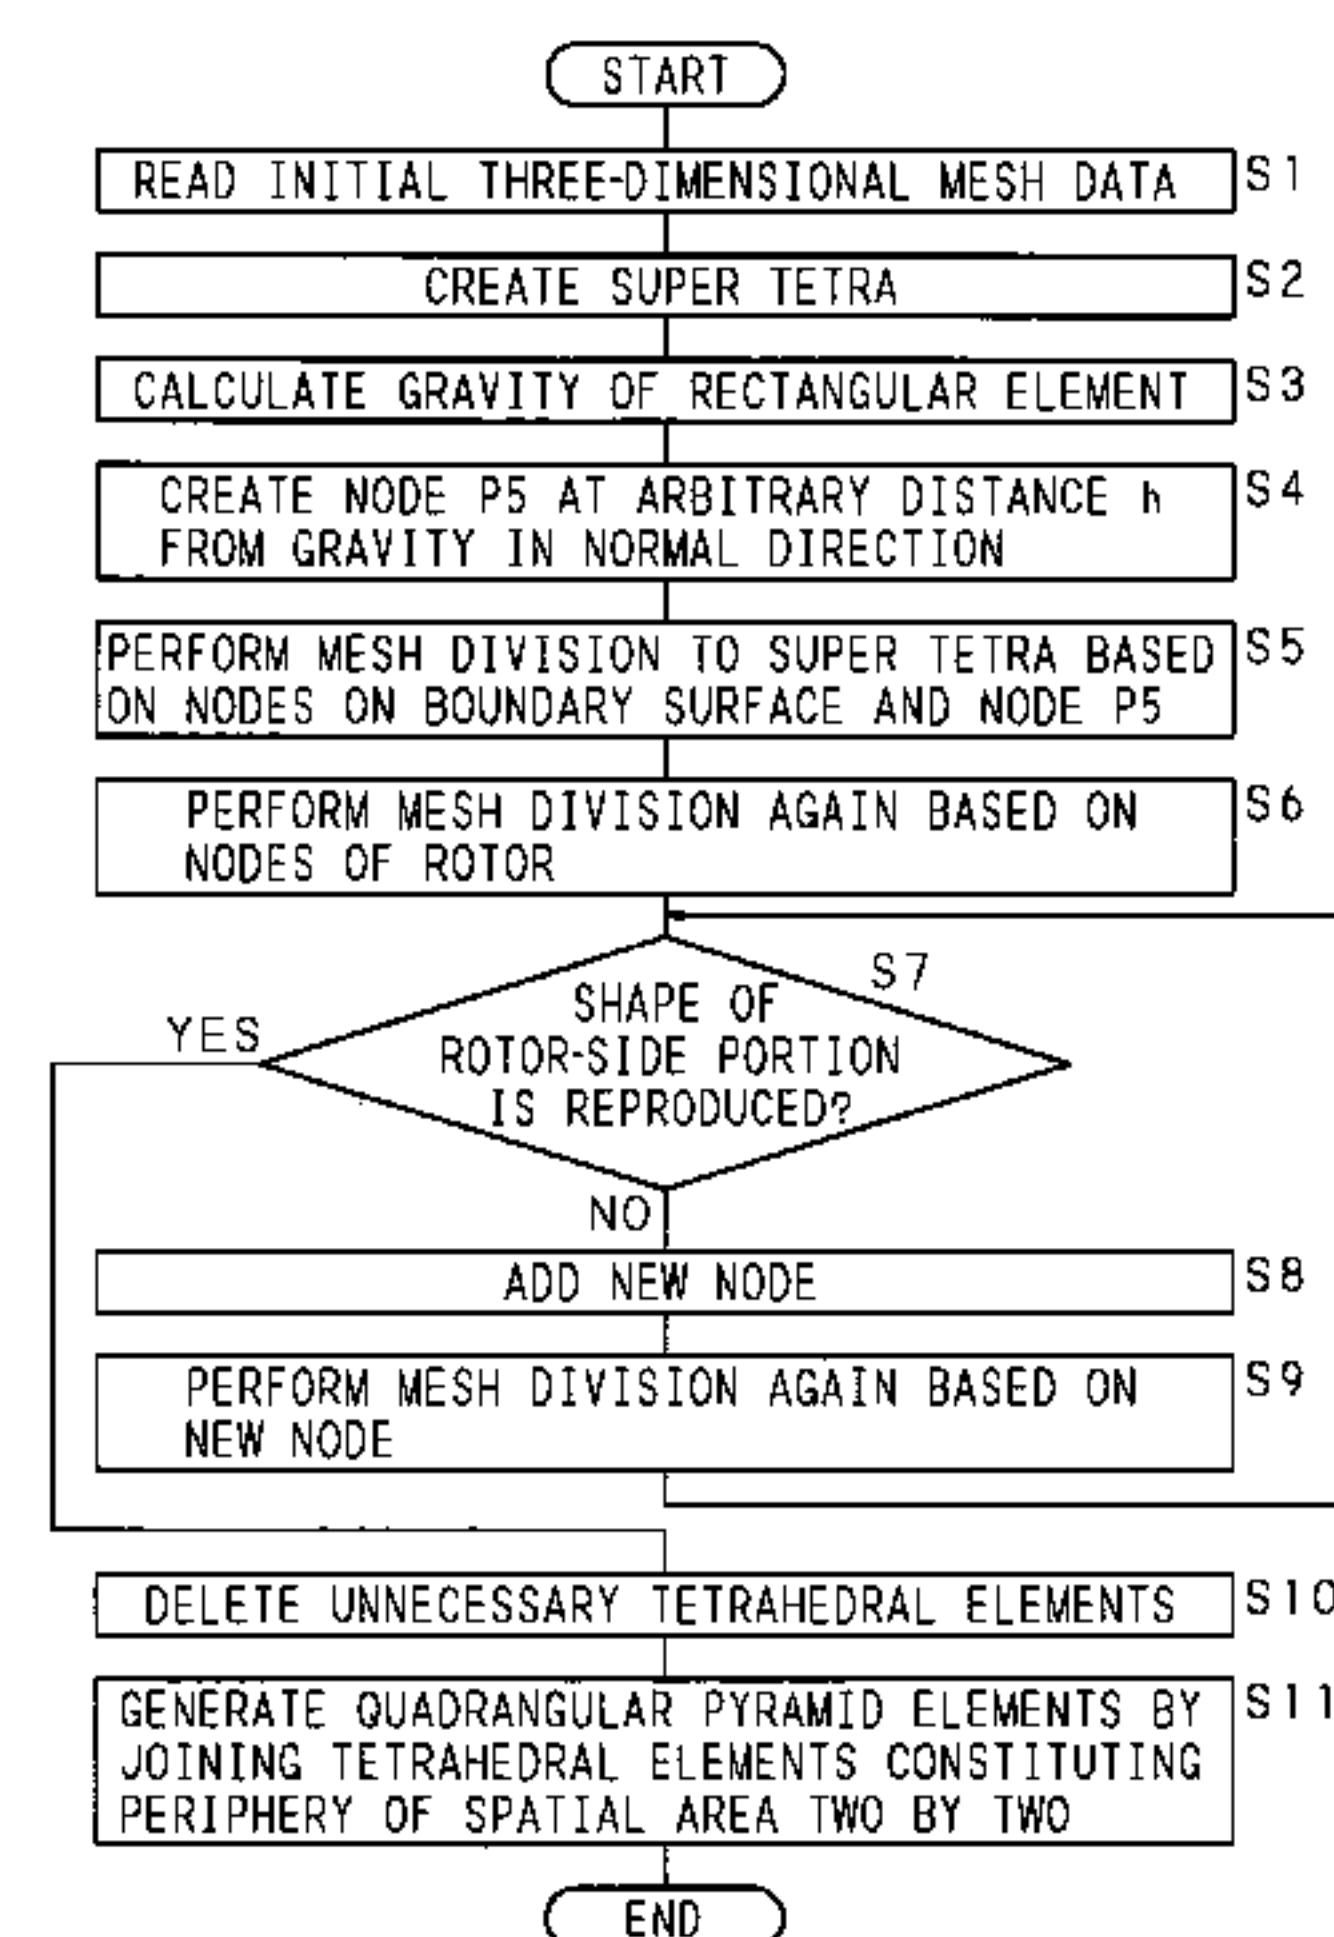 START
READ INITIAL THREE-DIMENSIONAL MESH DATA S1
CREATE SUPER TETRA S2
CALCULATE GRAVITY OF RECTANGULAR ELEMENT S3
CREATE NODE P5 AT ARBITRARY DISTANCE h S4
FROM GRAVITY IN NORMAL DIRECTION
PERFORM MESH DIVISION TO SUPER TETRA BASED S5
ON NODES ON BOUNDARY SURFACE AND NODE P5
PERFORM MESH DIVISION AGAIN BASED ON S6
NODES OF ROTOR
S7
SHAPE OF
YES
ROTOR-SIDE PORTION
IS REPRODUCED?
NO
ADD NEW NODE S8
PERFORM MESH DIVISION AGAIN BASED ON S9
NEW NODE
DELETE UNNECESSARY TETRAHEDRAL ELEMENTS S10
GENERATE QUADRANGULAR PYRAMID ELEMENTS BY S11
JOINING TETRAHEDRAL ELEMENTS CONSTITUTING
PERIPHERY OF SPATIAL AREA TWO BY TWO
END